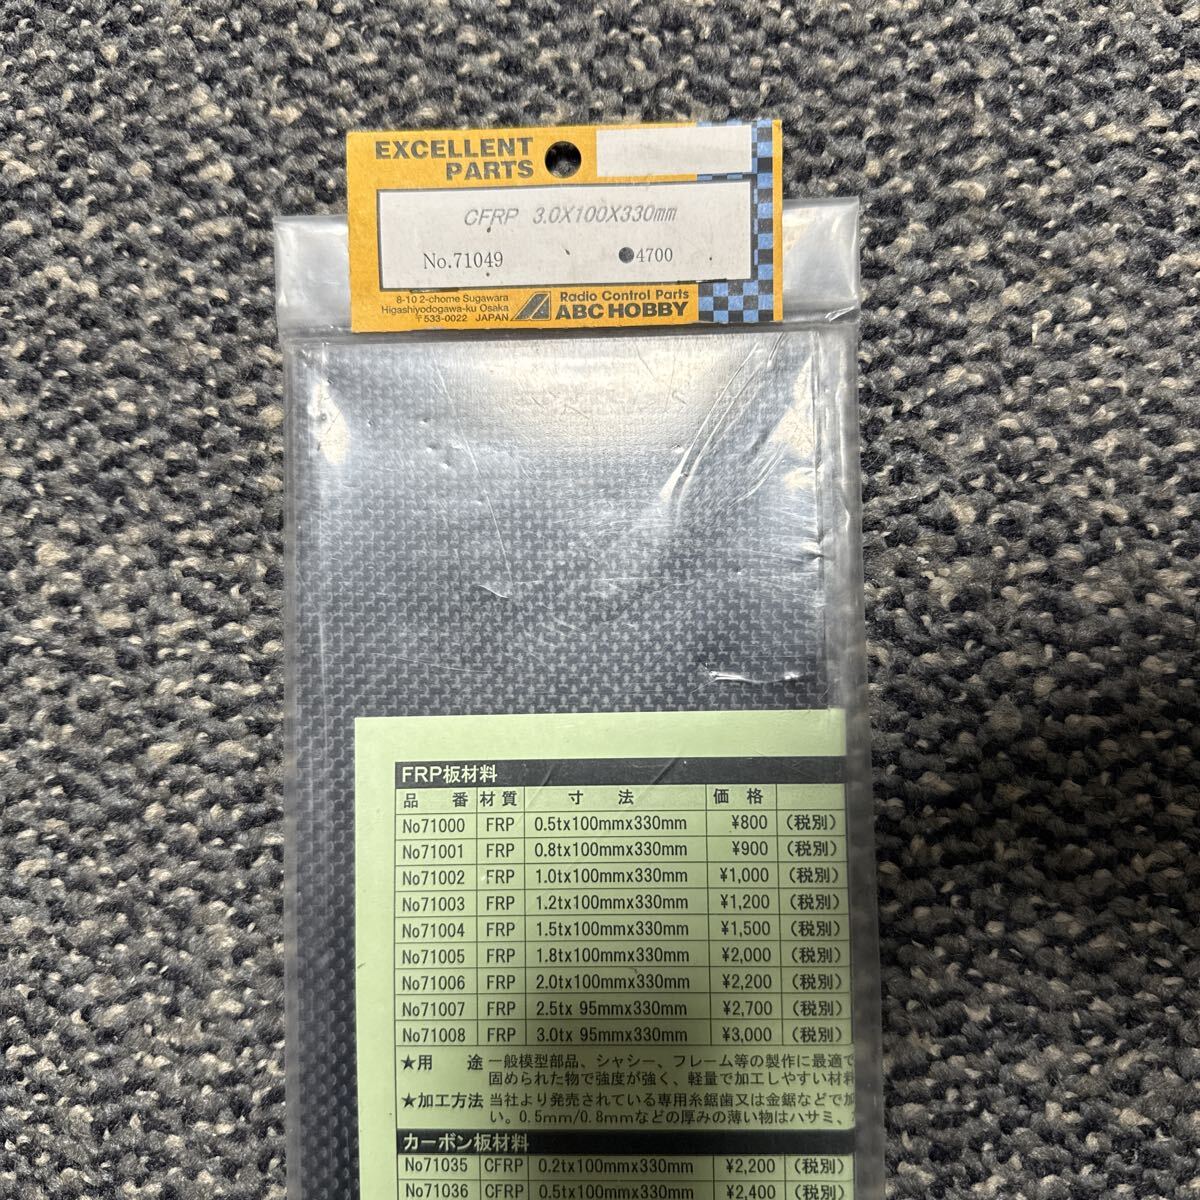 EXCELLENT
PARTS
CFRP 3.0X100X330mm
No.71049 ●4700
8-10 2-chome Sugawara
Higashiyodogawa-ku Osaka
〒533-0022 JAPAN
Radio Control Parts
ABC HOBBY
FRP板材料
品 番 材質 寸 法 価 格
No71000 FRP 0.5tx100mmx330mm ¥800 (税別)
No71001 FRP 0.8tx100mmx330mm ¥900 (税別)
No71002 FRP 1.0tx100mmx330mm ¥1,000 (税別)
No71003 FRP 1.2tx100mmx330mm ¥1,200 (税別)
No71004 FRP 1.5tx100mmx330mm ¥1,500 (税別)
No71005 FRP 1.8tx100mmx330mm ¥2,000 (税別)
No71006 FRP 2.0tx100mmx330mm ¥2,200 (税別)
No71007 FRP 2.5tx 95mmx330mm ¥2,700 (税別)
No71008 FRP 3.0tx 95mmx330mm ¥3,000 (税別)
★用 途 一般模型部品、シャシー、フレーム等の製作に最適で
固められた物で強度が強く、軽量で加工しやすい材料
★加工方法 当社より発売されている専用糸鋸歯又は金鋸などで加
い。0.5mm/0.8mmなどの厚みの薄い物はハサミ、
カーボン板材料
No71035 CFRP 0.2tx100mmx330mm ¥2,200 (税別)
No71036 CFRP 0.5tx100mmx330mm ¥2,400 (税別)